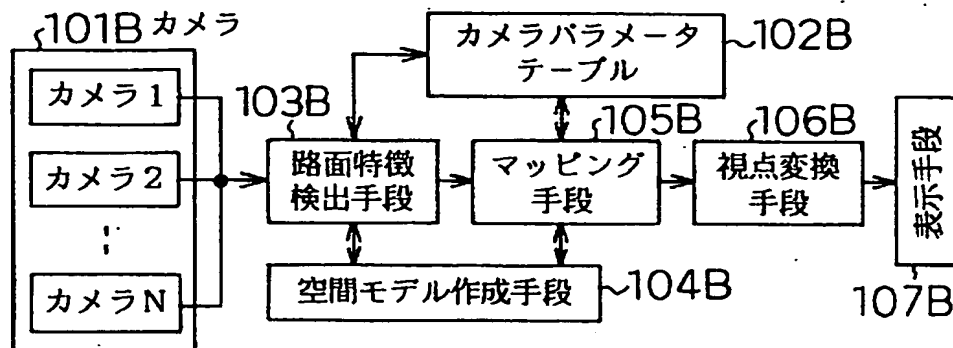 101B カメラ
カメラ1
カメラ2
カメラN
103B
路面特徴
検出手段
カメラパラメータ
テーブル
102B
105B
マッピング
手段
空間モデル作成手段
104B
106B
視点変換
手段
表示手段
107B